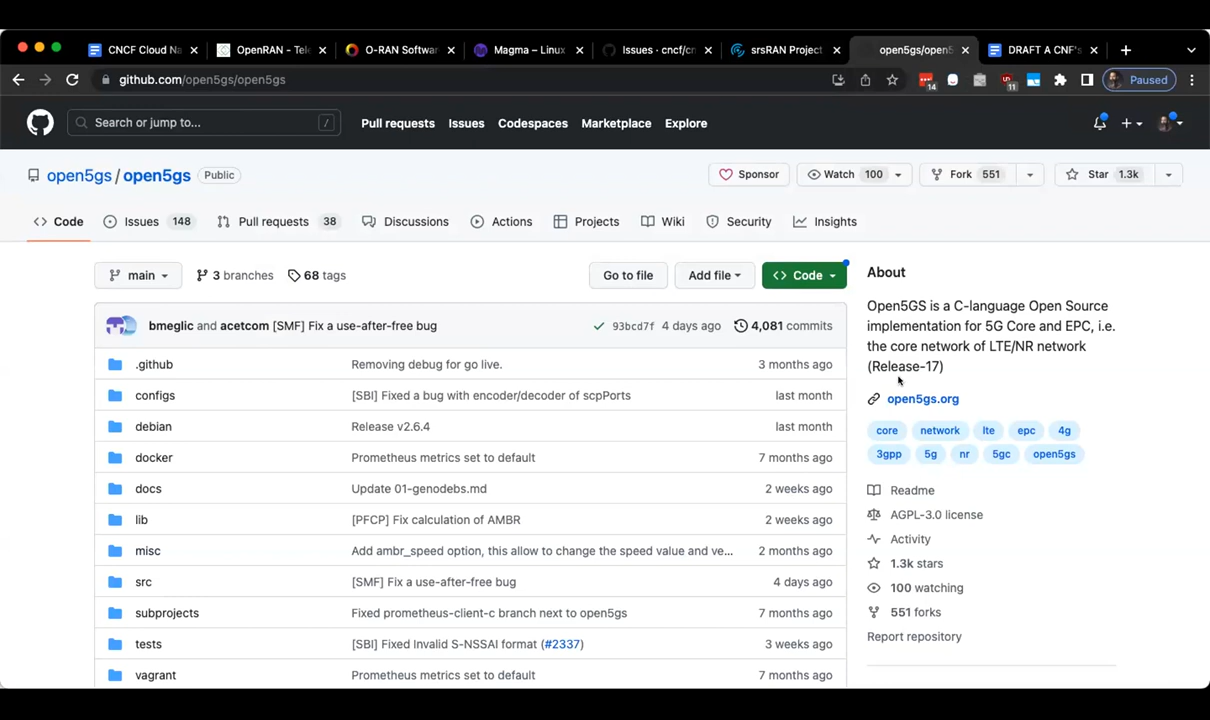 CNCF Cloud Na
OpenRAN - Tele
O-RAN Software
Magma – Linux
Issues · cncf/cn
srsRAN Project
open5gs/open5
DRAFT A CNF's
github.com/open5gs/open5gs
14
11
Paused
Search or jump to...
/
Pull requests
Issues
Codespaces
Marketplace
Explore
open5gs / open5gs
Public
Sponsor
Watch 100
Fork 551
Star 1.3k
Code
Issues 148
Pull requests 38
Discussions
Actions
Projects
Wiki
Security
Insights
main
3 branches
68 tags
Go to file
Add file
Code
bmeglic and acetcom [SMF] Fix a use-after-free bug
93bcd7f 4 days ago
4,081 commits
.github Removing debug for go live. 3 months ago
configs [SBI] Fixed a bug with encoder/decoder of scpPorts last month
debian Release v2.6.4 last month
docker Prometheus metrics set to default 7 months ago
docs Update 01-genodebs.md 2 weeks ago
lib [PFCP] Fix calculation of AMBR 2 weeks ago
misc Add ambr_speed option, this allow to change the speed value and ve... 2 months ago
src [SMF] Fix a use-after-free bug 4 days ago
subprojects Fixed prometheus-client-c branch next to open5gs 7 months ago
tests [SBI] Fixed Invalid S-NSSAI format (#2337) 3 weeks ago
vagrant Prometheus metrics set to default 7 months ago
About
Open5GS is a C-language Open Source
implementation for 5G Core and EPC, i.e.
the core network of LTE/NR network
(Release-17)
open5gs.org
core network lte epc 4g
3gpp 5g nr 5gc open5gs
Readme
AGPL-3.0 license
Activity
1.3k stars
100 watching
551 forks
Report repository